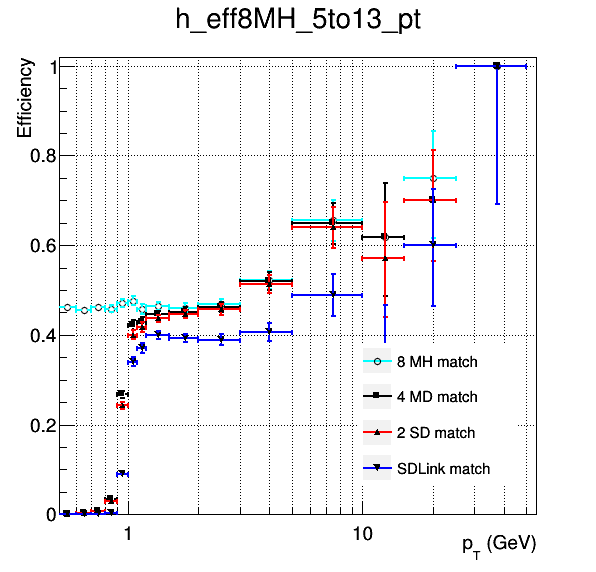 h_eff8MH_5to13_pt
Efficiency
1
0.8
0.6
0.4
0.2
0
8 MH match
4 MD match
2 SD match
SDLink match
1
10
p_T (GeV)